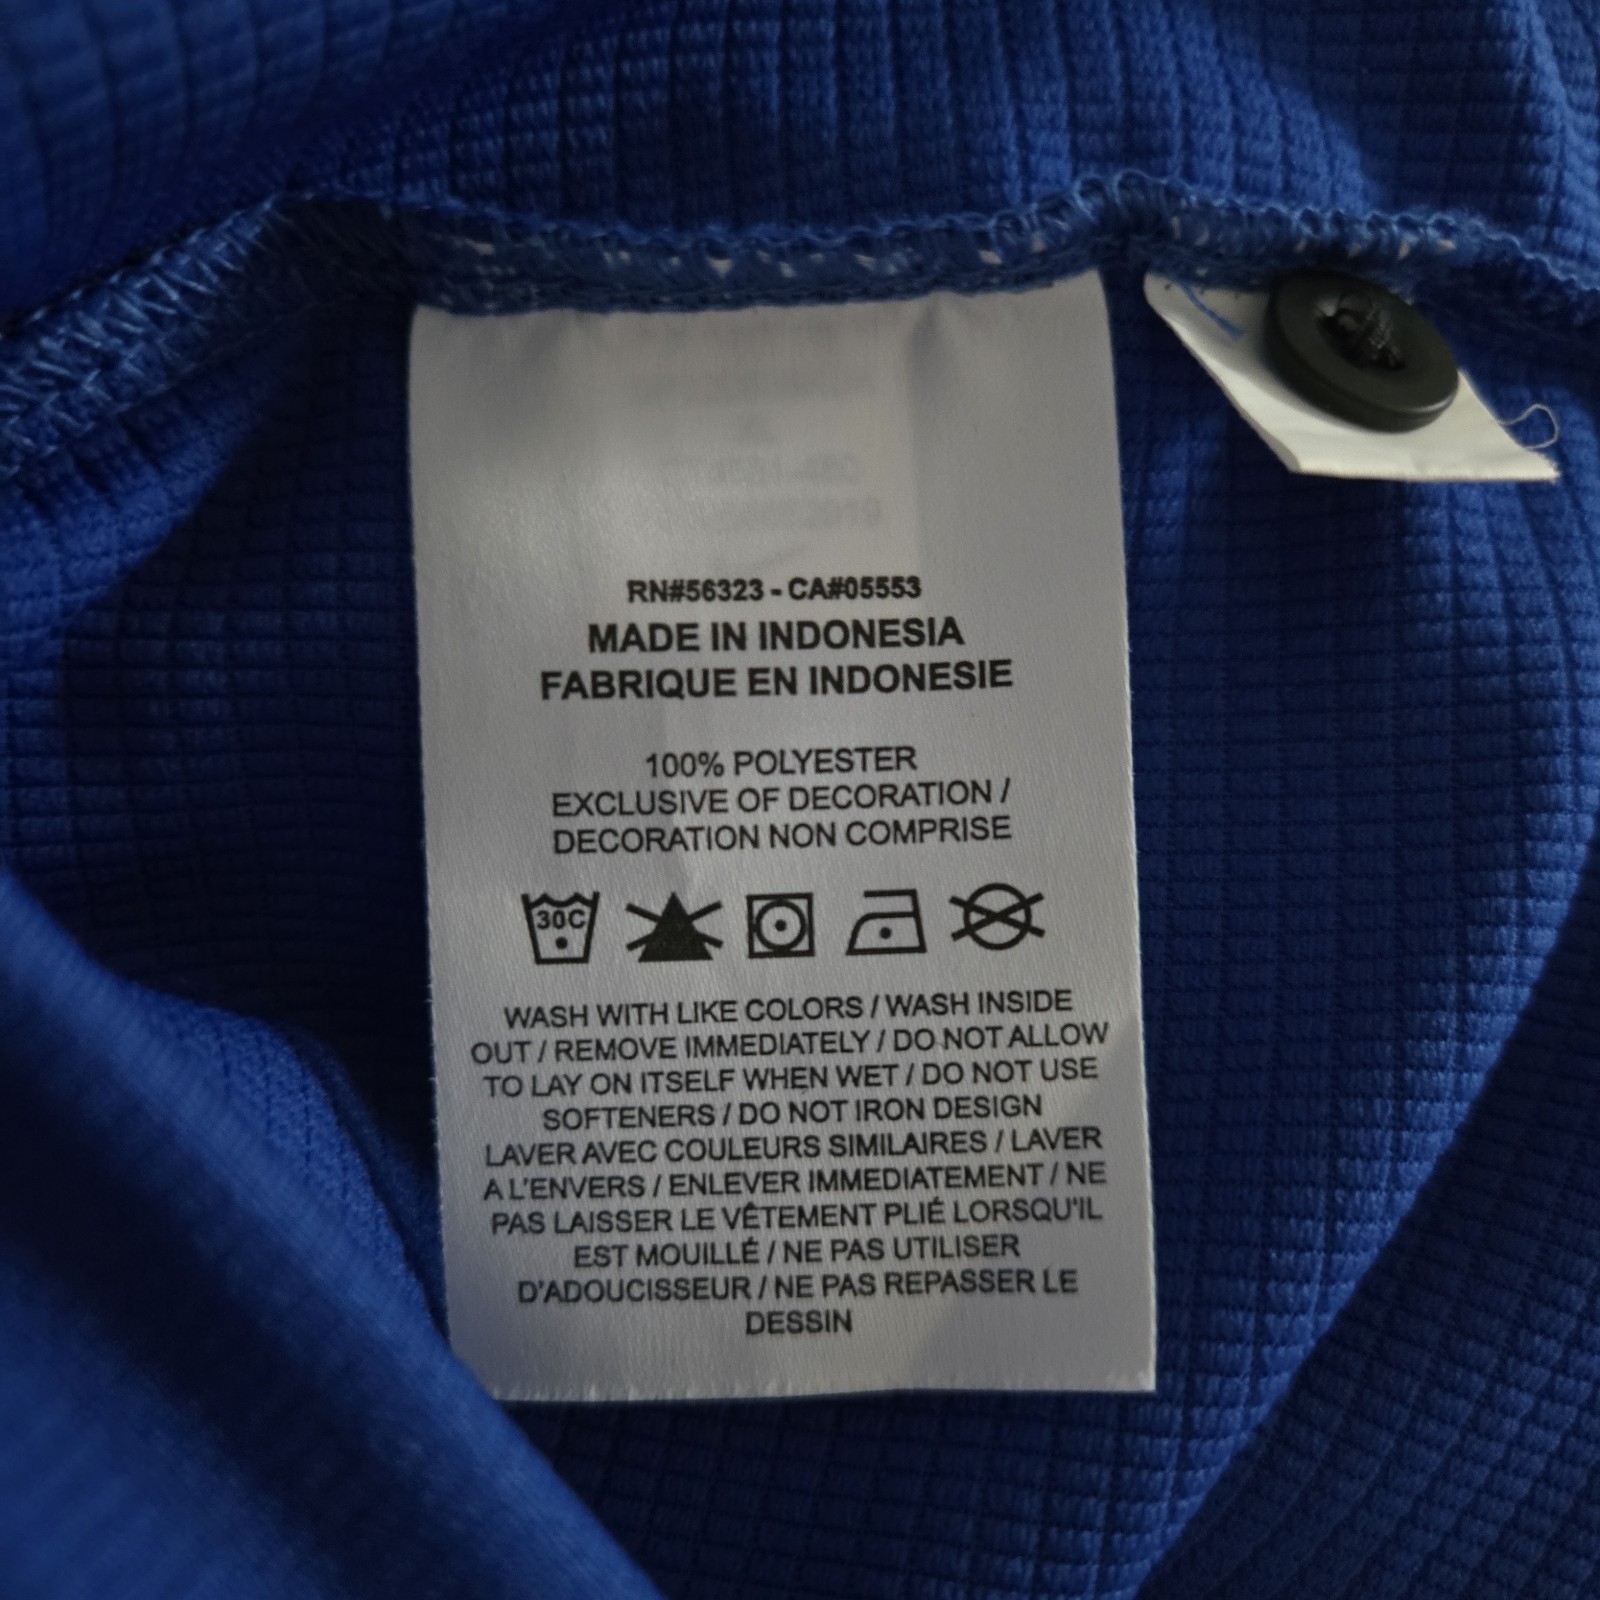 RN#56323 - CA#05553
MADE IN INDONESIA
FABRIQUE EN INDONESIE
100% POLYESTER
EXCLUSIVE OF DECORATION /
DECORATION NON COMPRISE
30C
WASH WITH LIKE COLORS / WASH INSIDE
OUT / REMOVE IMMEDIATELY / DO NOT ALLOW
TO LAY ON ITSELF WHEN WET / DO NOT USE
SOFTENERS / DO NOT IRON DESIGN
LAVER AVEC COULEURS SIMILAIRES / LAVER
A L'ENVERS / ENLEVER IMMEDIATEMENT / NE
PAS LAISSER LE VÊTEMENT PLIÉ LORSQU'IL
EST MOUILLÉ / NE PAS UTILISER
D'ADOUCISSEUR / NE PAS REPASSER LE
DESSIN